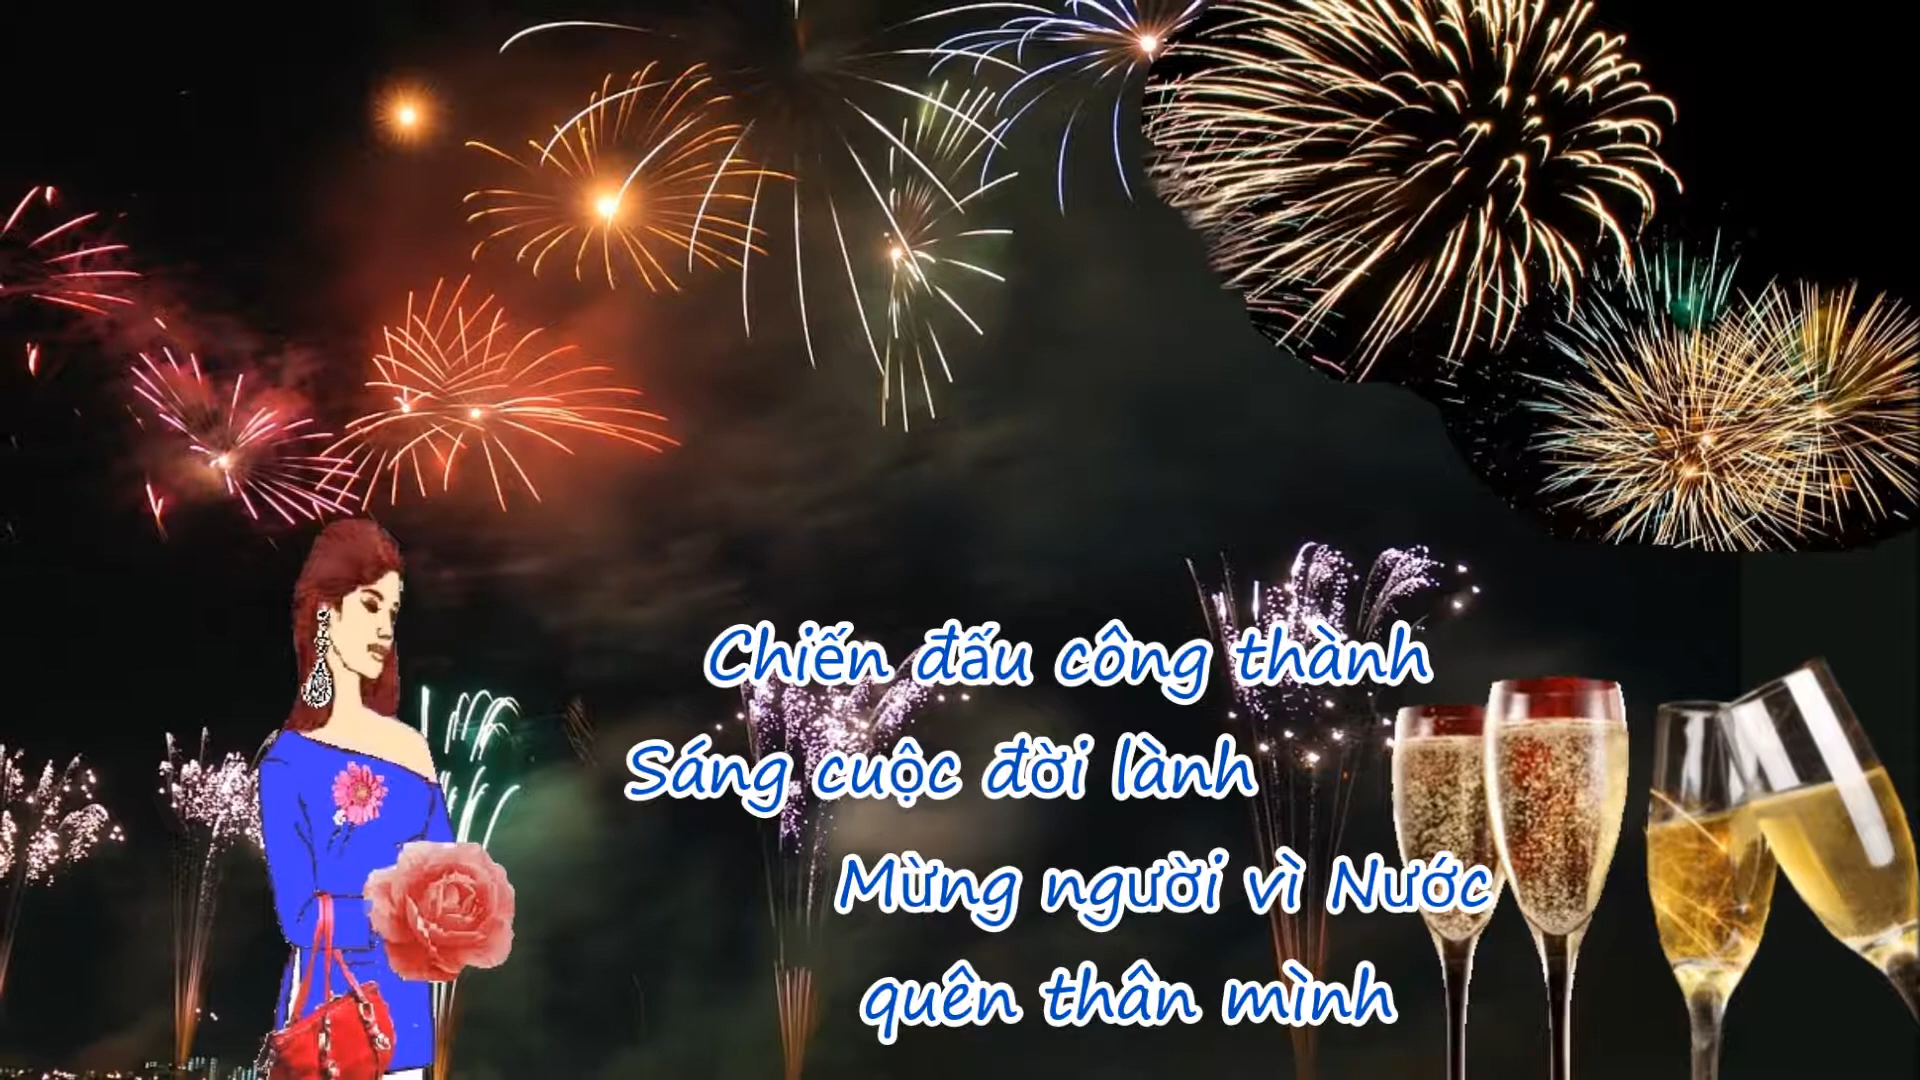 Chiến đấu công thành
Sáng cuộc đời lành
Mừng người vì Nước
quên thân mình